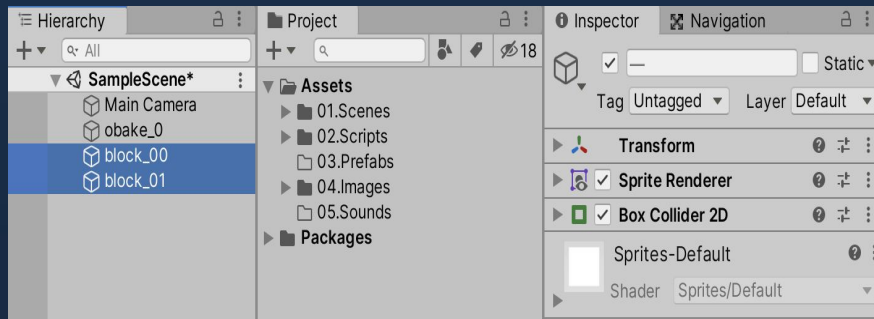 Hierarchy
All
SampleScene*
Main Camera
obake_0
block_00
block_01
Project
18
Assets
01.Scenes
02.Scripts
03.Prefabs
04.Images
05.Sounds
Packages
Inspector
Navigation
—
Static
Tag Untagged Layer Default
Transform
Sprite Renderer
Box Collider 2D
Sprites-Default
Shader Sprites/Default